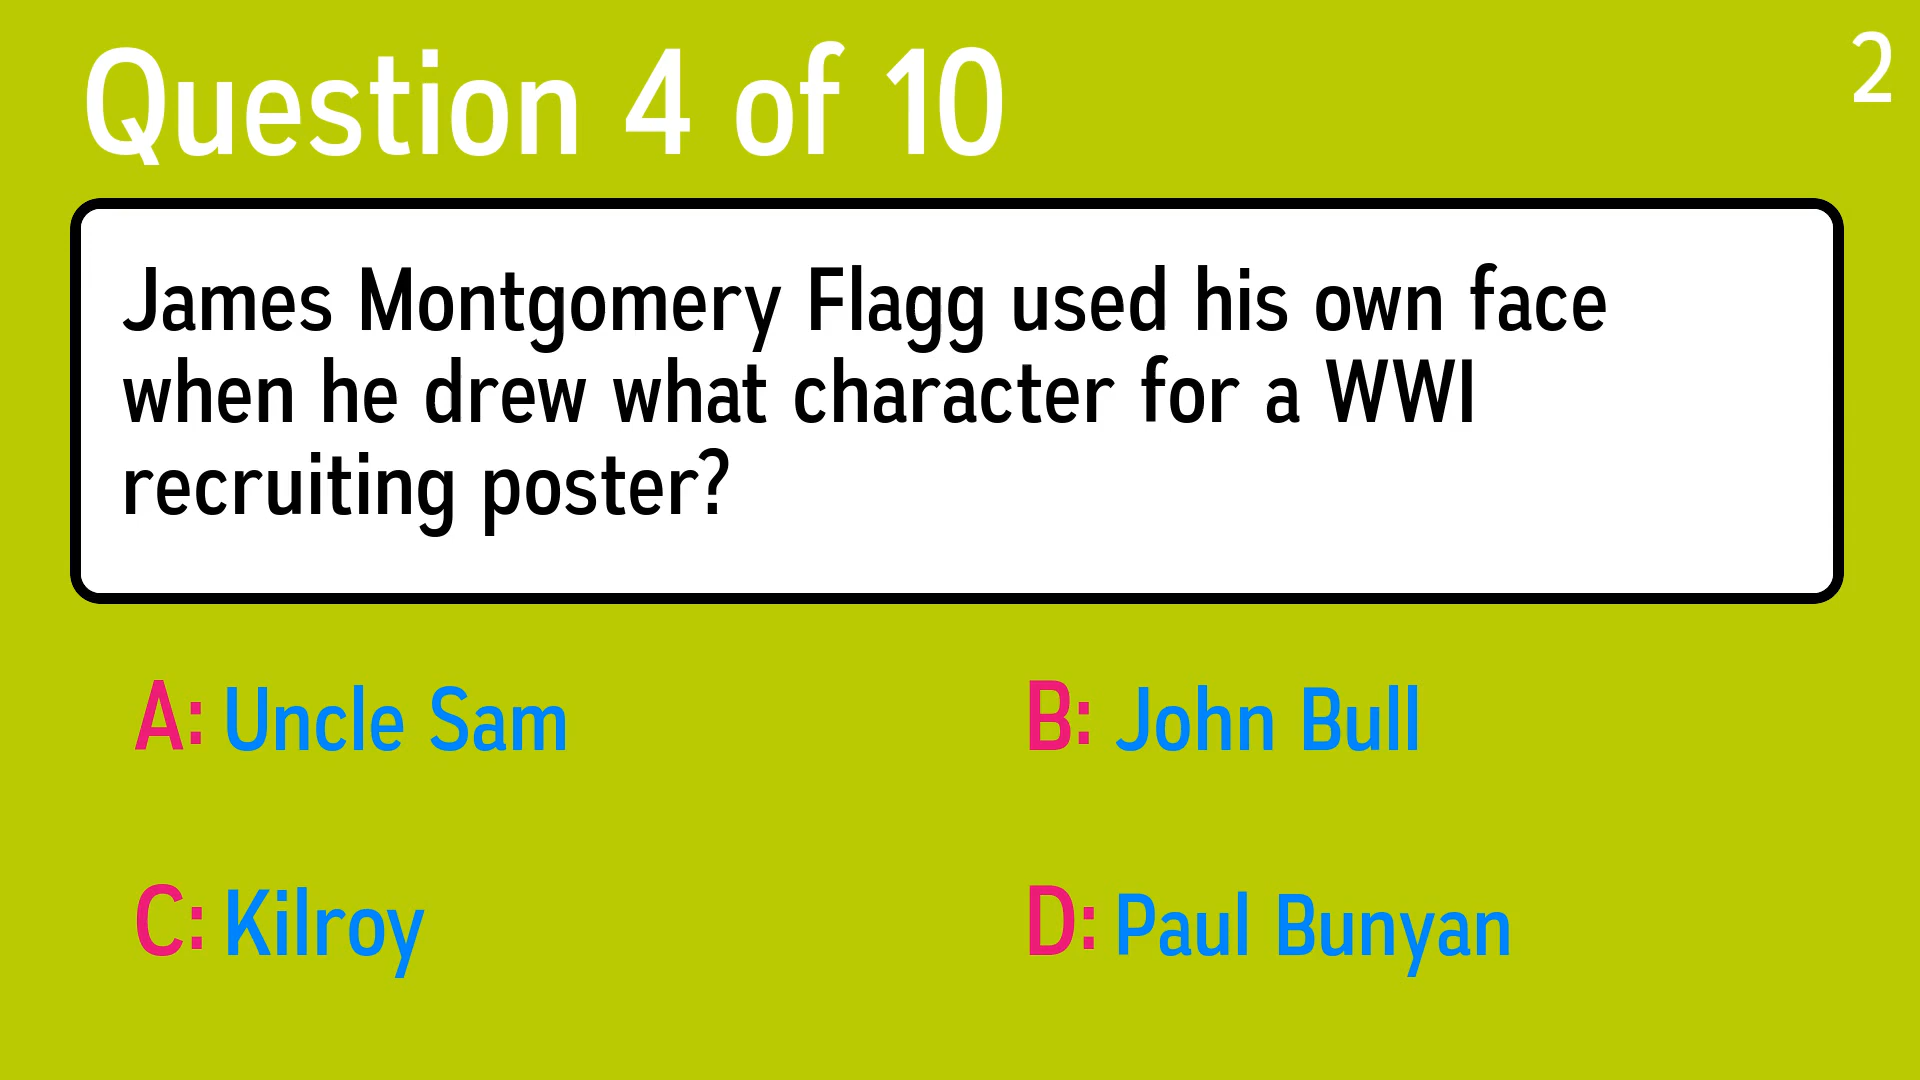 Question 4 of 10
2
James Montgomery Flagg used his own face
when he drew what character for a WWI
recruiting poster?
A: Uncle Sam
B: John Bull
C: Kilroy
D: Paul Bunyan